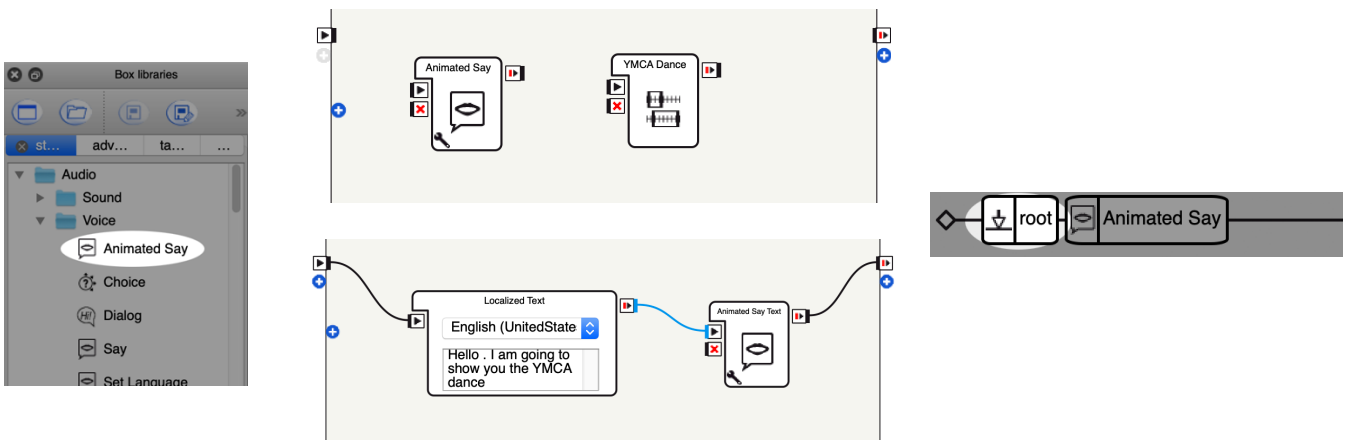 Box libraries
st...
adv...
ta...
...
Audio
Sound
Voice
Animated Say
Choice
Hi!
Dialog
Say
Set Language
Animated Say
YMCA Dance
Localized Text
English (UnitedState
Hello . I am going to
show you the YMCA
dance
Animated Say Text
root
Animated Say